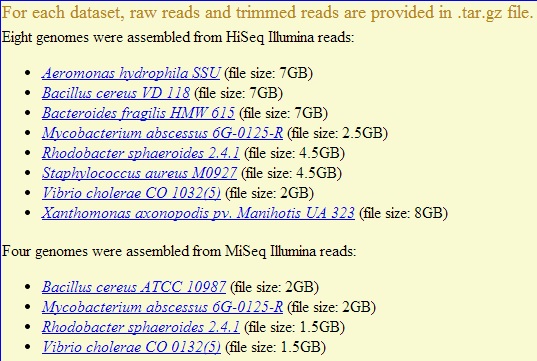 For each dataset, raw reads and trimmed reads are provided in .tar.gz file.
Eight genomes were assembled from HiSeq Illumina reads:
• Aeromonas hydrophila SSU (file size: 7GB)
• Bacillus cereus VD 118 (file size: 7GB)
• Bacteroides fragilis HMW 615 (file size: 7GB)
• Mycobacterium abscessus 6G-0125-R (file size: 2.5GB)
• Rhodobacter sphaeroides 2.4.1 (file size: 4.5GB)
• Staphylococcus aureus M0927 (file size: 4.5GB)
• Vibrio cholerae CO 1032(5) (file size: 2GB)
• Xanthomonas axonopodis pv. Manihotis UA 323 (file size: 8GB)
Four genomes were assembled from MiSeq Illumina reads:
• Bacillus cereus ATCC 10987 (file size: 2GB)
• Mycobacterium abscessus 6G-0125-R (file size: 2GB)
• Rhodobacter sphaeroides 2.4.1 (file size: 1.5GB)
• Vibrio cholerae CO 0132(5) (file size: 1.5GB)